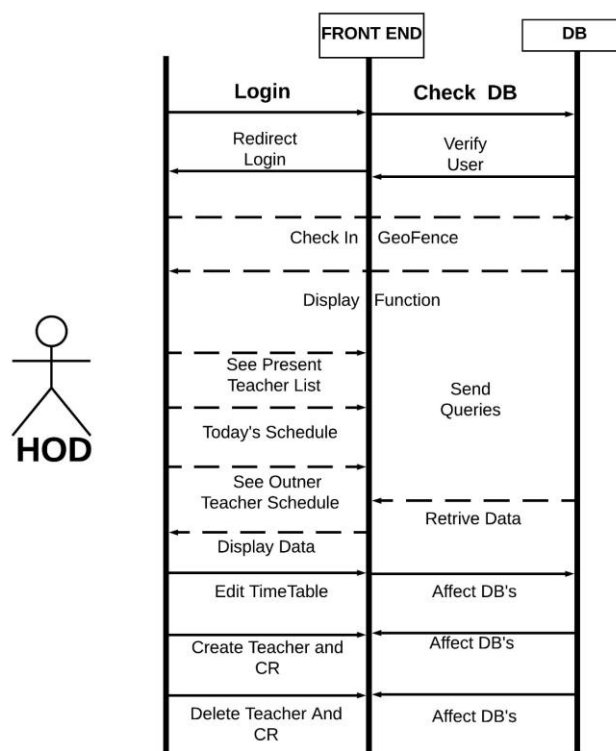 FRONT END
DB
Login
Check DB
Redirect
Login
Verify
User
Check In GeoFence
Display Function
See Present
Teacher List
Send
Queries
Today's Schedule
HOD
See Outner
Teacher Schedule
Retrive Data
Display Data
Edit TimeTable
Affect DB's
Create Teacher and
CR
Affect DB's
Delete Teacher And
CR
Affect DB's